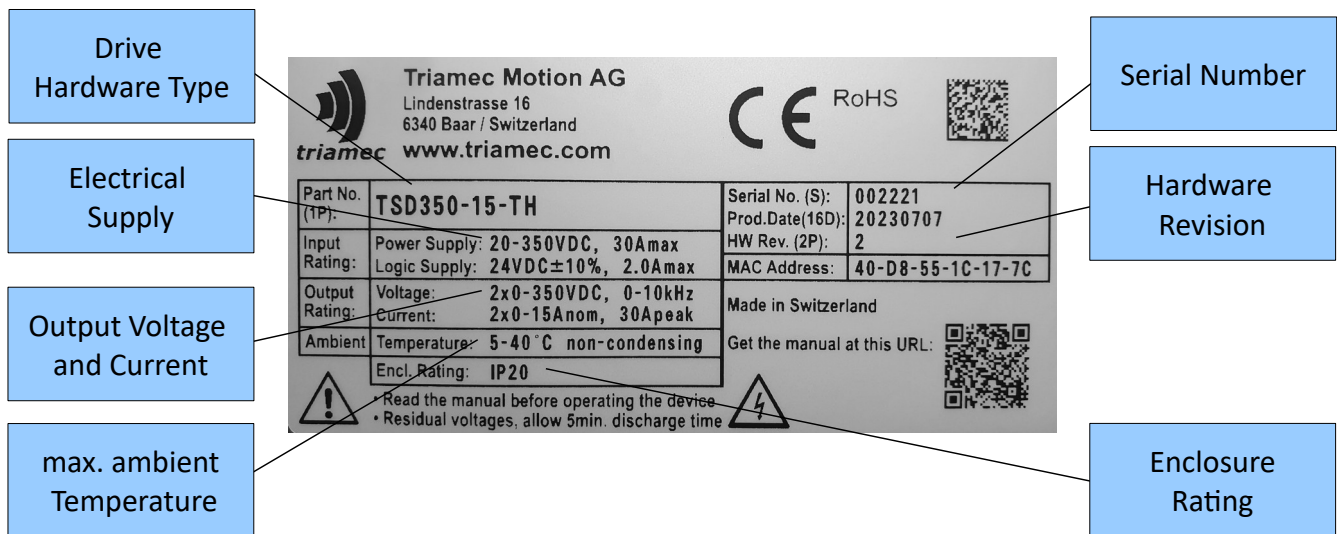 Drive
Hardware Type
Electrical
Supply
Output Voltage
and Current
max. ambient
Temperature
triamec
Triamec Motion AG
Lindenstrasse 16
6340 Baar / Switzerland
www.triamec.com
CE RoHS
Part No. (1P): TSD350-15-TH
Input Rating: Power Supply: 20-350VDC, 30Amax
Logic Supply: 24VDC±10%, 2.0Amax
Output Rating: Voltage: 2x0-350VDC, 0-10kHz
Current: 2x0-15Anom, 30Apeak
Ambient Temperature: 5-40°C non-condensing
Encl. Rating: IP20
• Read the manual before operating the device
• Residual voltages, allow 5min. discharge time
Serial No. (S): 002221
Prod.Date(16D): 20230707
HW Rev. (2P): 2
MAC Address: 40-D8-55-1C-17-7C
Made in Switzerland
Get the manual at this URL:
Serial Number
Hardware
Revision
Enclosure
Rating